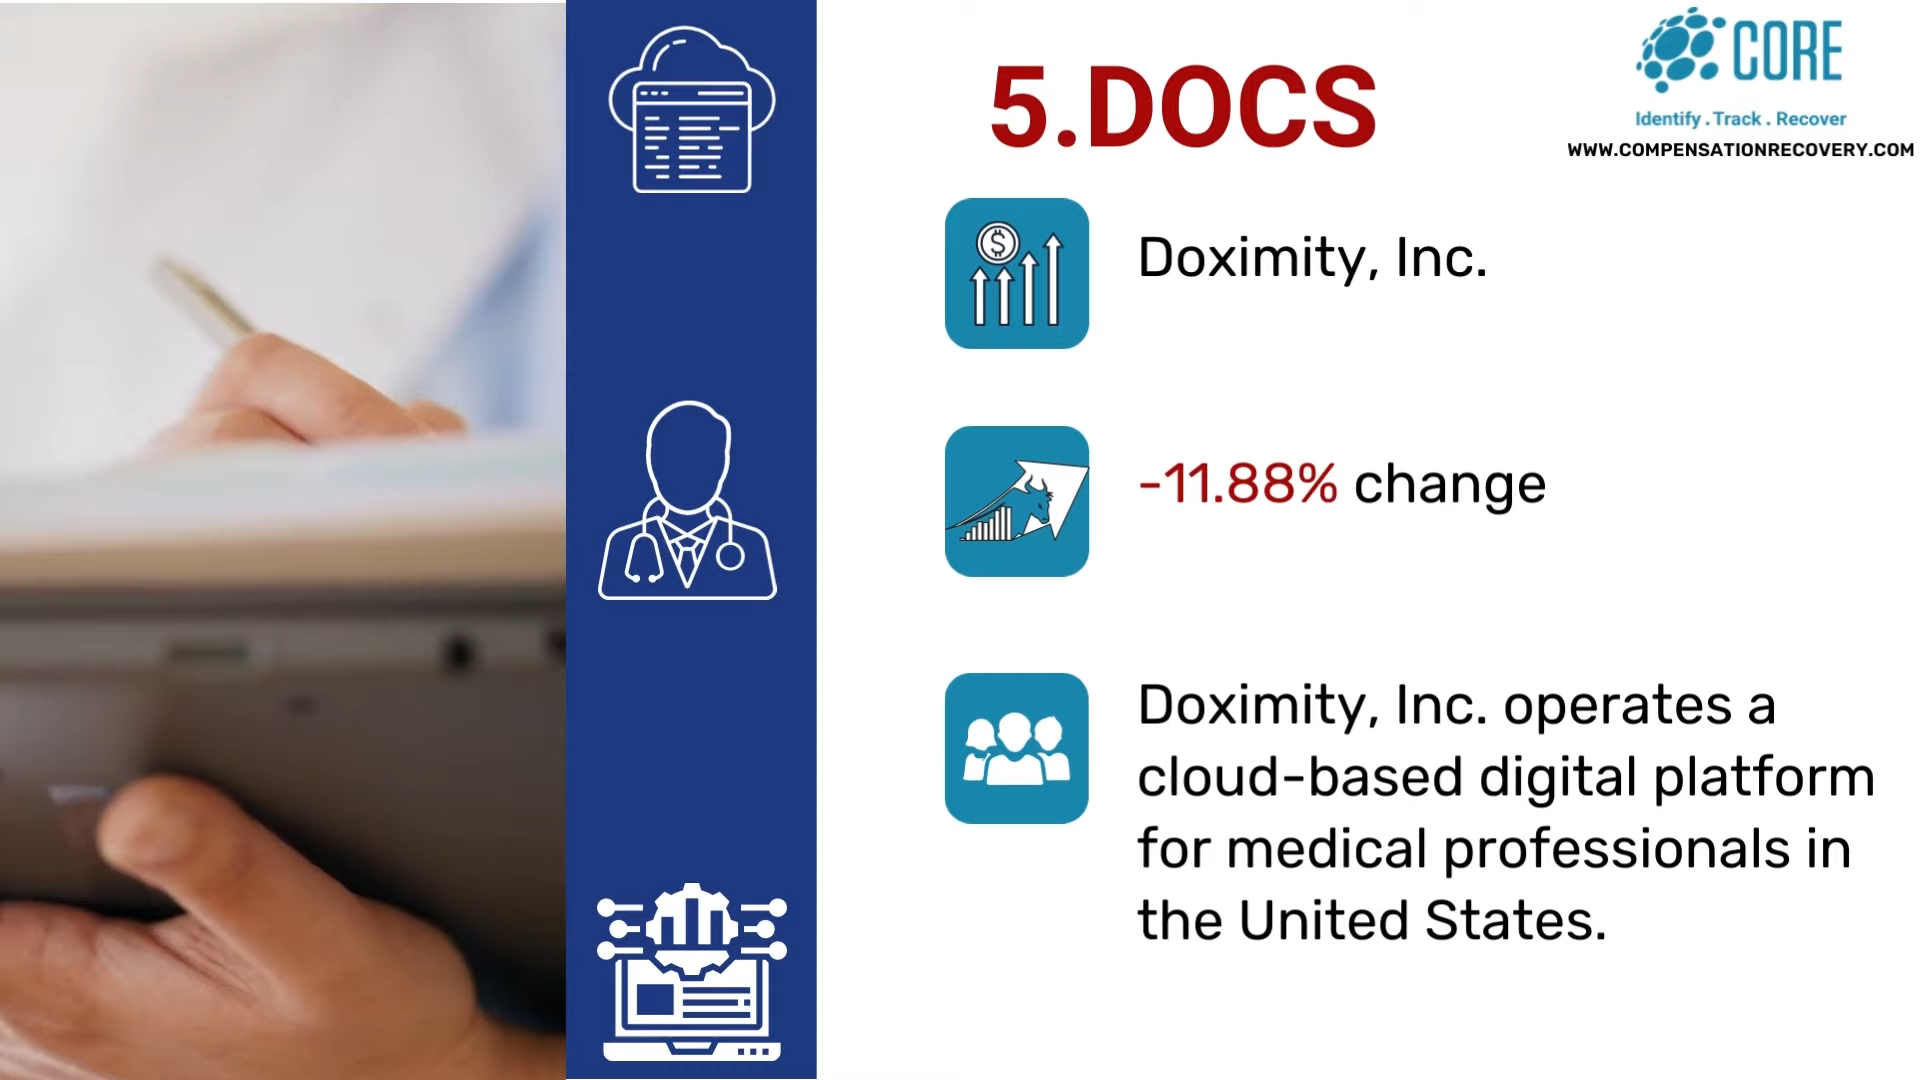 5.DOCS
CORE
Identify . Track . Recover
WWW.COMPENSATIONRECOVERY.COM
$
Doximity, Inc.
-11.88% change
Doximity, Inc. operates a
cloud-based digital platform
for medical professionals in
the United States.